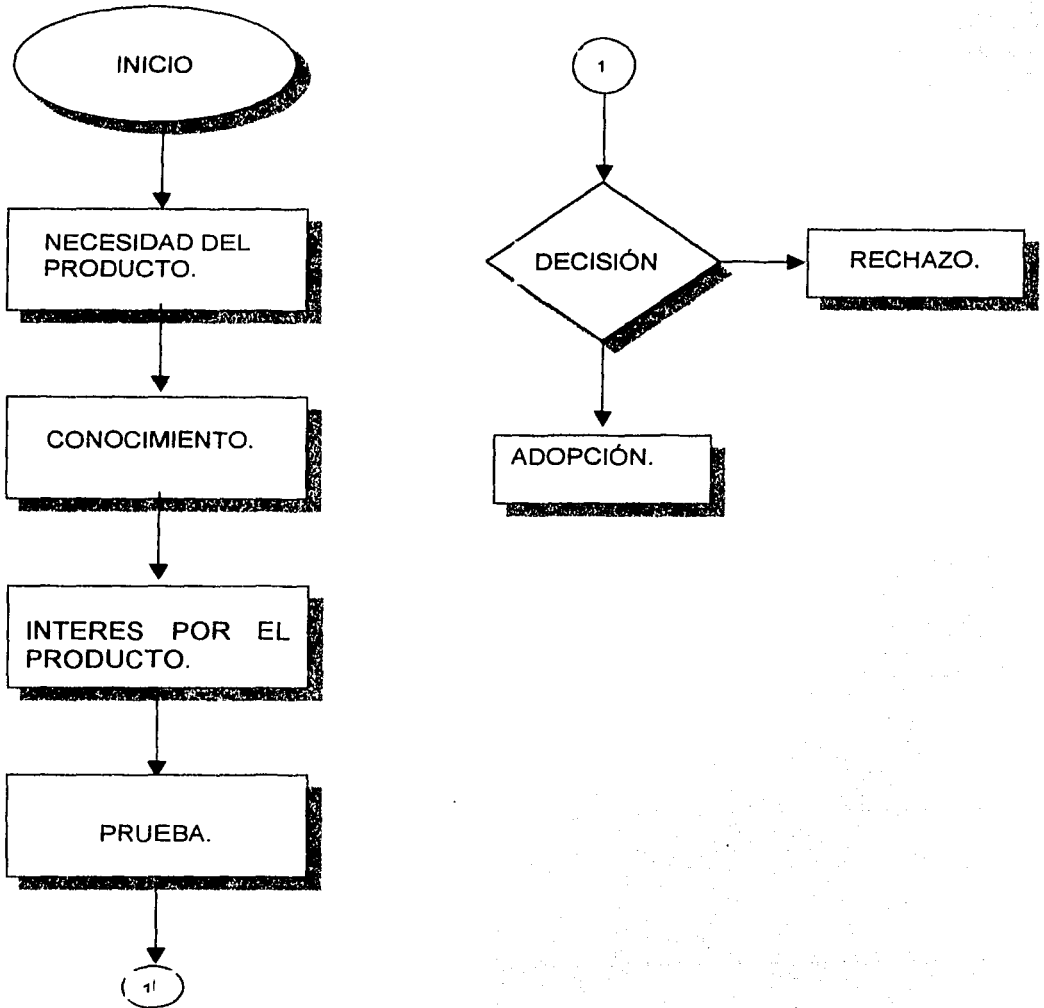 INICIO
NECESIDAD DEL
PRODUCTO.
CONOCIMIENTO.
INTERES POR EL
PRODUCTO.
PRUEBA.
1
1
DECISIÓN
RECHAZO.
ADOPCIÓN.